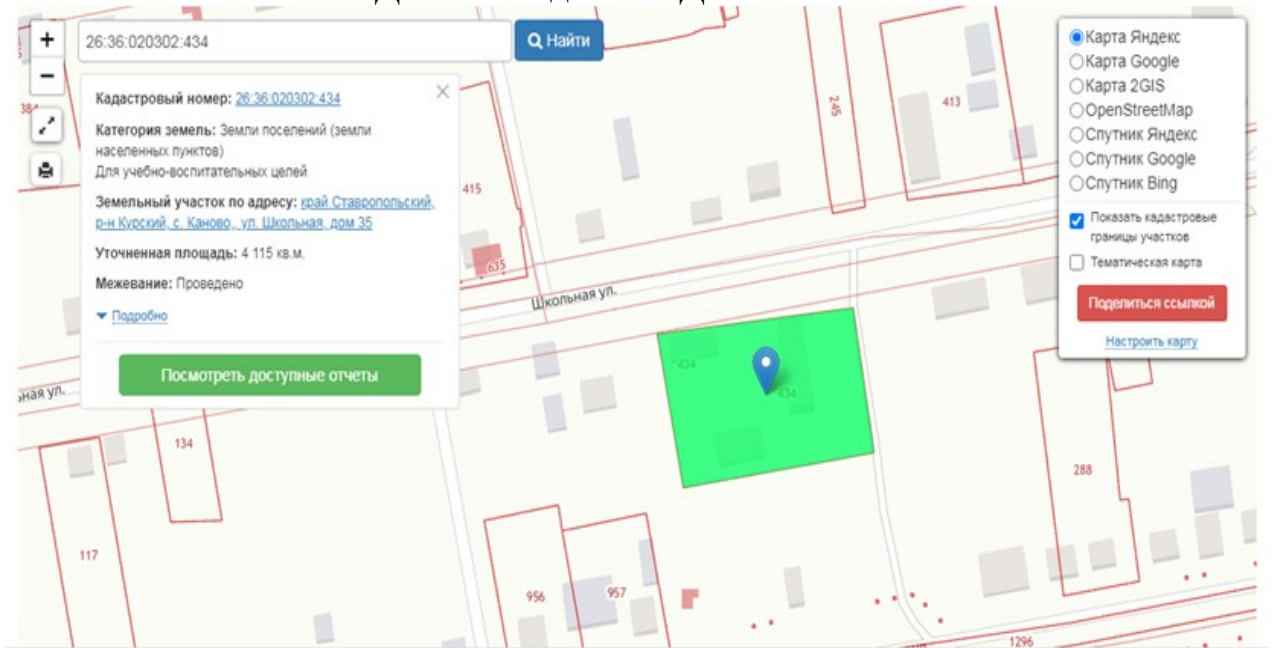 +
26:36:020302:434
Найти
−
Кадастровый номер: 26:36:020302:434
Категория земель: Земли поселений (земли
населенных пунктов)
Для учебно-воспитательных целей
Земельный участок по адресу: край Ставропольский,
р-н Курский, с. Каново,, ул. Школьная, дом 35
Уточненная площадь: 4 115 кв.м.
Межевание: Проведено
Подробно
Посмотреть доступные отчеты
Карта Яндекс
Карта Google
Карта 2GIS
OpenStreetMap
Спутник Яндекс
Спутник Google
Спутник Bing
Показать кадастровые
границы участков
Тематическая карта
Поделиться ссылкой
Настроить карту
245
413
415
635
Школьная ул.
434
434
134
288
117
956
957
1296